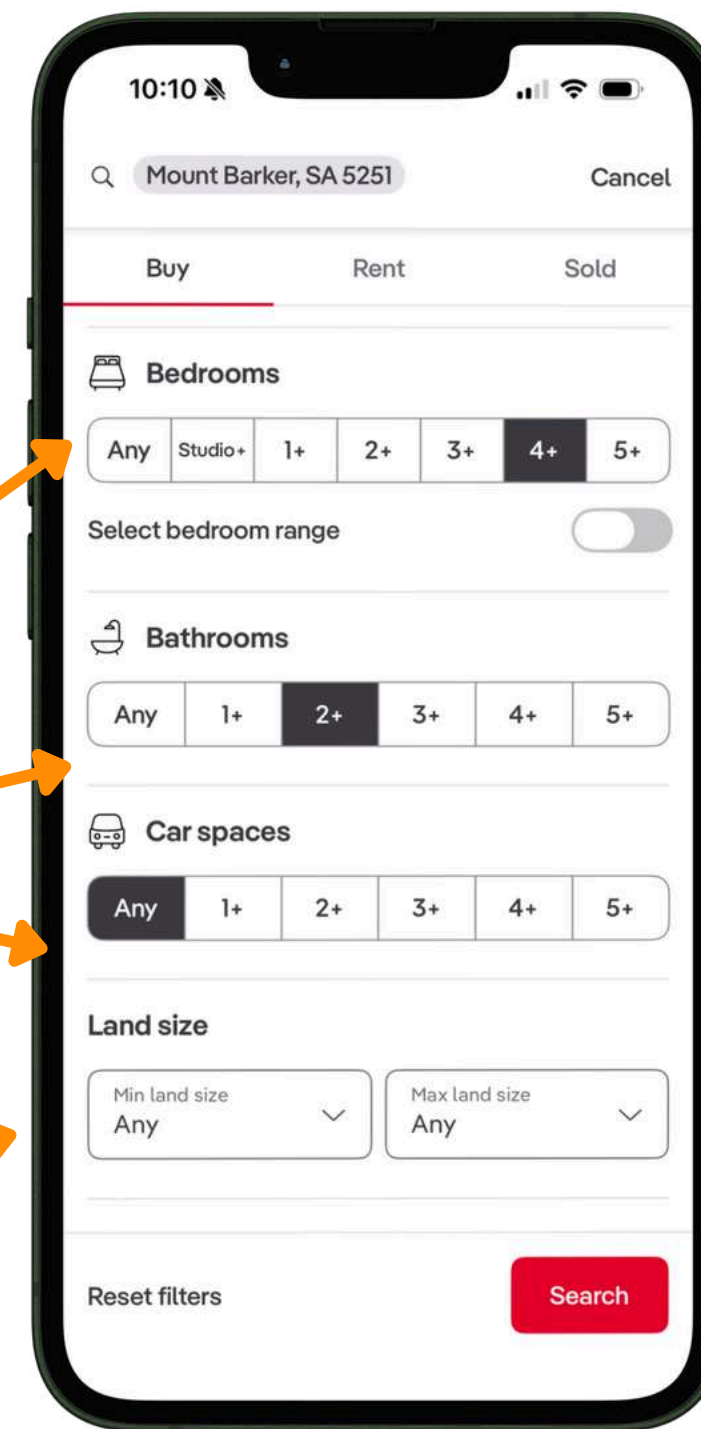 10:10
Mount Barker, SA 5251 Cancel
Buy Rent Sold
Bedrooms
Any Studio+ 1+ 2+ 3+ 4+ 5+
Select bedroom range
Bathrooms
Any 1+ 2+ 3+ 4+ 5+
Car spaces
Any 1+ 2+ 3+ 4+ 5+
Land size
Min land size Max land size
Any Any
Reset filters Search